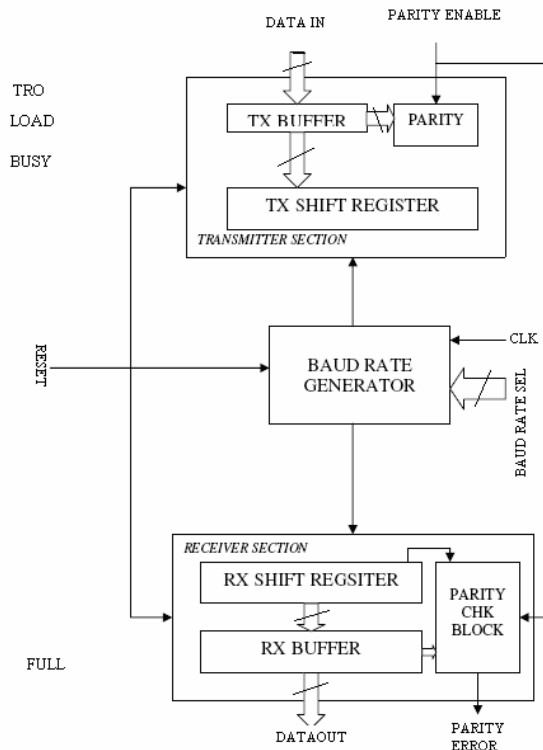 DATA IN
PARITY ENABLE
TRO
LOAD
BUSY
TX BUFFER
PARITY
TX SHIFT REGISTER
TRANSMITTER SECTION
RESET
BAUD RATE
GENERATOR
CLK
BAUD RATE SEL
RECEIVER SECTION
RX SHIFT REGSITER
PARITY
CHK
BLOCK
RX BUFFER
FULL
DATAOUT
PARITY
ERROR